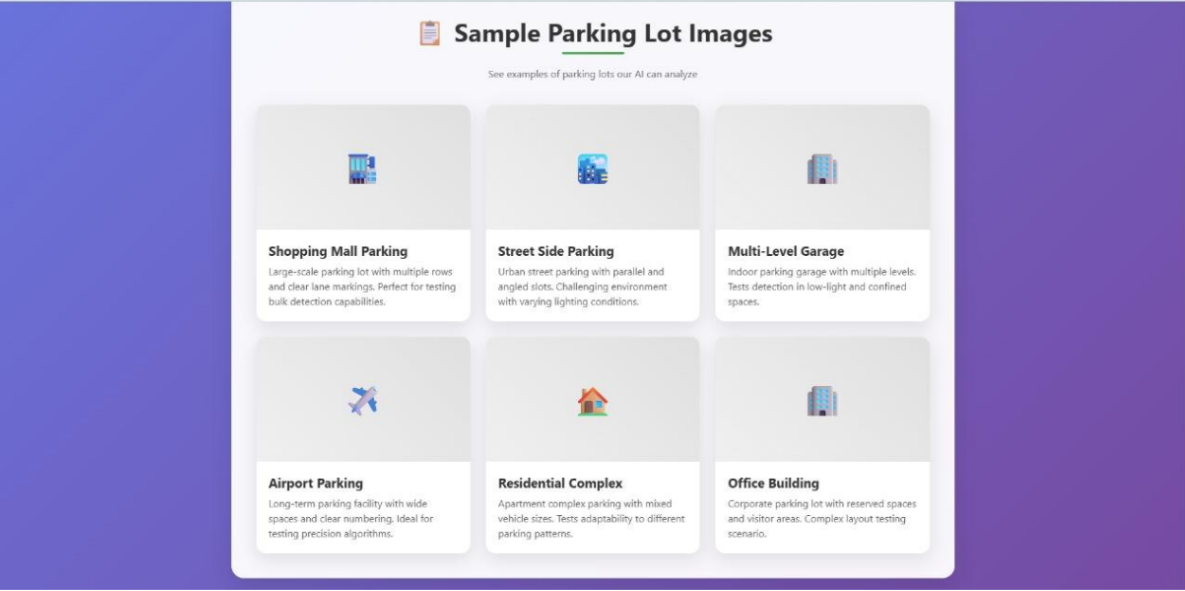 Sample Parking Lot Images
See examples of parking lots our AI can analyze
Shopping Mall Parking
Large-scale parking lot with multiple rows
and clear lane markings. Perfect for testing
bulk detection capabilities.
Street Side Parking
Urban street parking with parallel and
angled slots. Challenging environment
with varying lighting conditions.
Multi-Level Garage
Indoor parking garage with multiple levels.
Tests detection in low-light and confined
spaces.
Airport Parking
Long-term parking facility with wide
spaces and clear numbering. Ideal for
testing precision algorithms.
Residential Complex
Apartment complex parking with mixed
vehicle sizes. Tests adaptability to different
parking patterns.
Office Building
Corporate parking lot with reserved spaces
and visitor areas. Complex layout testing
scenario.